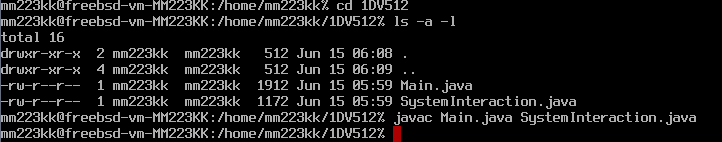 mm223kk@freebsd-vm-MM223KK:/home/mm223kk% cd 1DV512
mm223kk@freebsd-vm-MM223KK:/home/mm223kk/1DV512% ls -a -l
total 16
drwxr-xr-x  2 mm223kk  mm223kk   512 Jun 15 06:08 .
drwxr-xr-x  4 mm223kk  mm223kk   512 Jun 15 06:09 ..
-rw-r--r--  1 mm223kk  mm223kk  1912 Jun 15 05:59 Main.java
-rw-r--r--  1 mm223kk  mm223kk  1172 Jun 15 05:59 SystemInteraction.java
mm223kk@freebsd-vm-MM223KK:/home/mm223kk/1DV512% javac Main.java SystemInteraction.java
mm223kk@freebsd-vm-MM223KK:/home/mm223kk/1DV512%